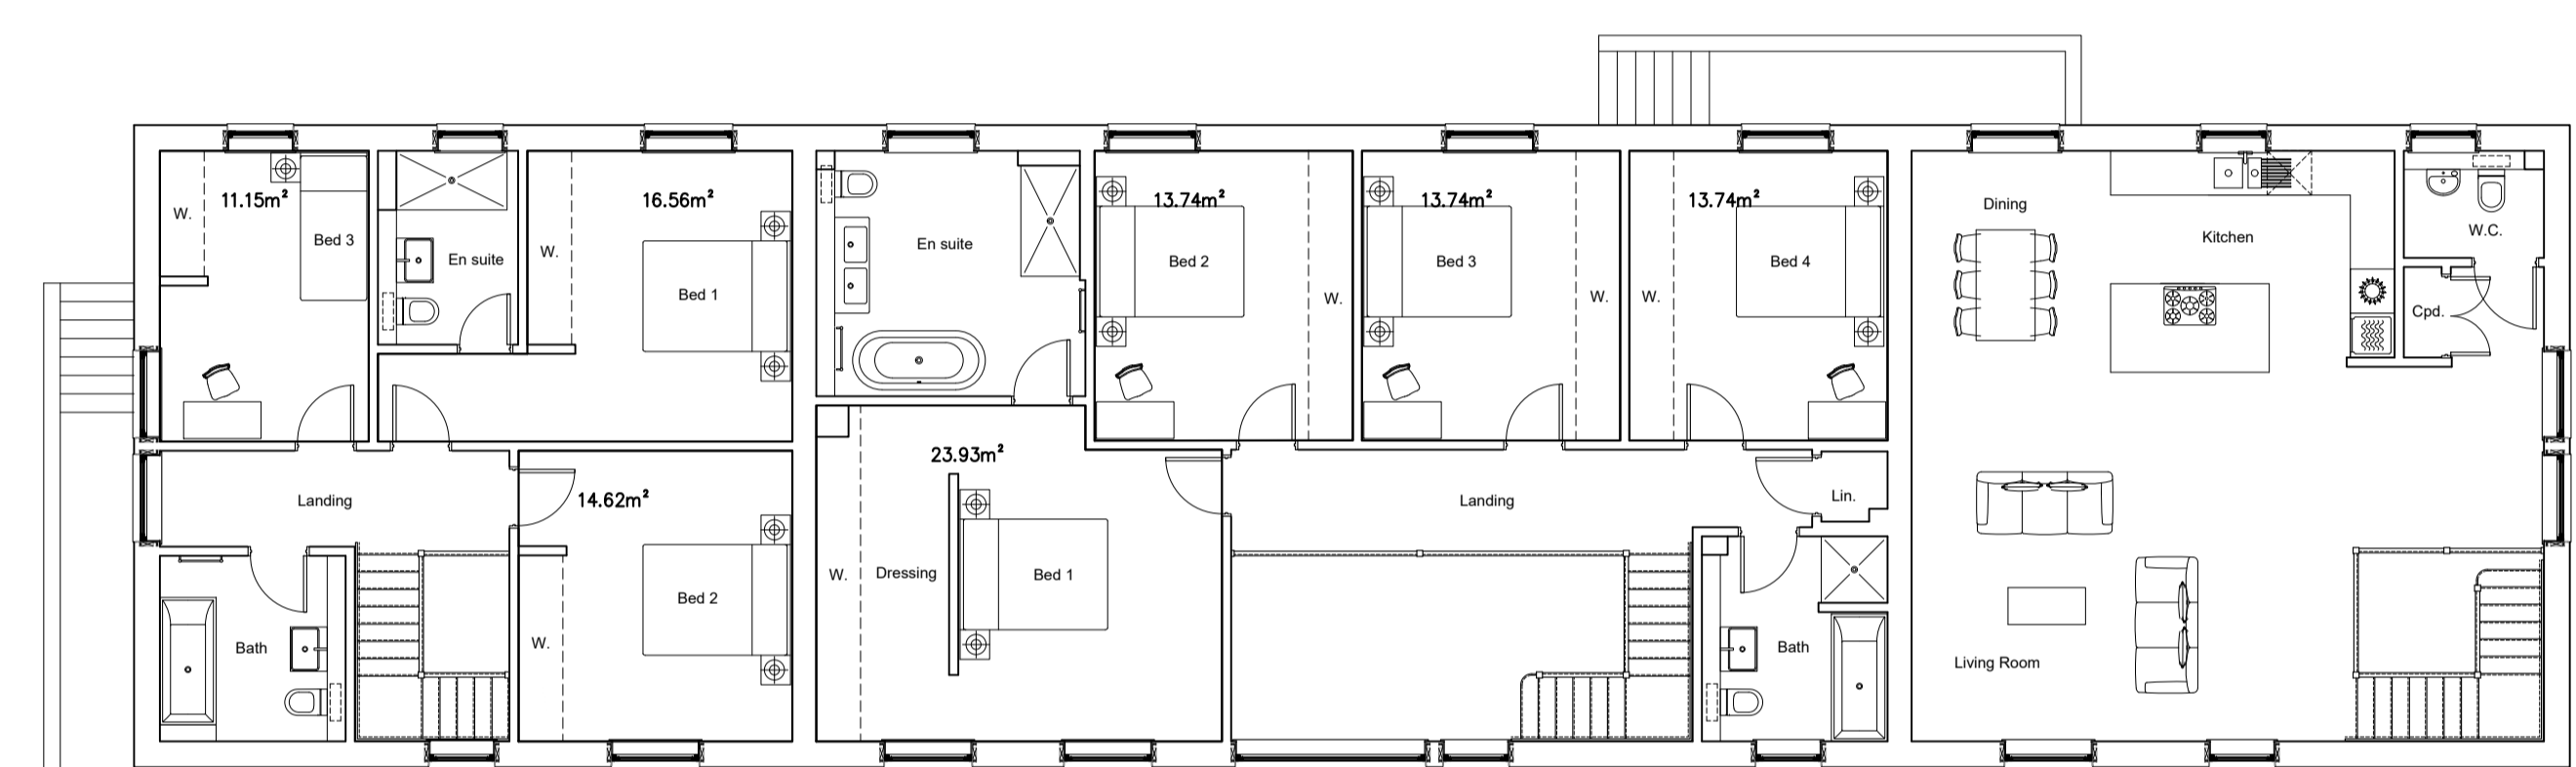 11.15m²
W.
Bed 3
En suite
16.56m²
W.
Bed 1
Landing
14.62m²
Bath
W.
Bed 2
En suite
13.74m²
Bed 2
W.
13.74m²
Bed 3
W.
13.74m²
W.
Bed 4
23.93m²
W.
Dressing
Bed 1
Landing
Lin.
Bath
Dining
Kitchen
W.C.
Cpd.
Living Room